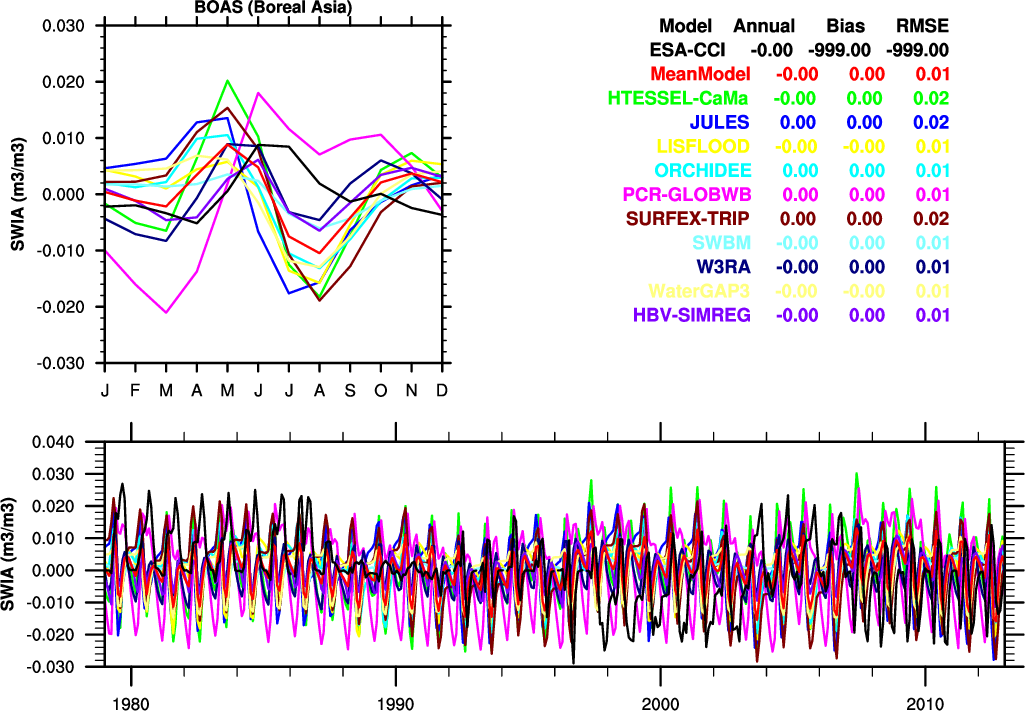 BOAS (Boreal Asia)
0.030
0.020
0.010
0.000
-0.010
-0.020
-0.030
SWIA (m3/m3)
J F M A M J J A S O N D
Model Annual Bias RMSE
ESA-CCI -0.00 -999.00 -999.00
MeanModel -0.00 0.00 0.01
HTESSEL-CaMa -0.00 0.00 0.02
JULES 0.00 0.00 0.02
LISFLOOD -0.00 -0.00 0.01
ORCHIDEE 0.00 0.00 0.01
PCR-GLOBWB 0.00 0.00 0.01
SURFEX-TRIP 0.00 0.00 0.02
SWBM -0.00 0.00 0.01
W3RA -0.00 0.00 0.01
WaterGAP3 -0.00 -0.00 0.01
HBV-SIMREG -0.00 0.00 0.01
0.040
0.030
0.020
0.010
0.000
-0.010
-0.020
-0.030
SWIA (m3/m3)
1980 1990 2000 2010